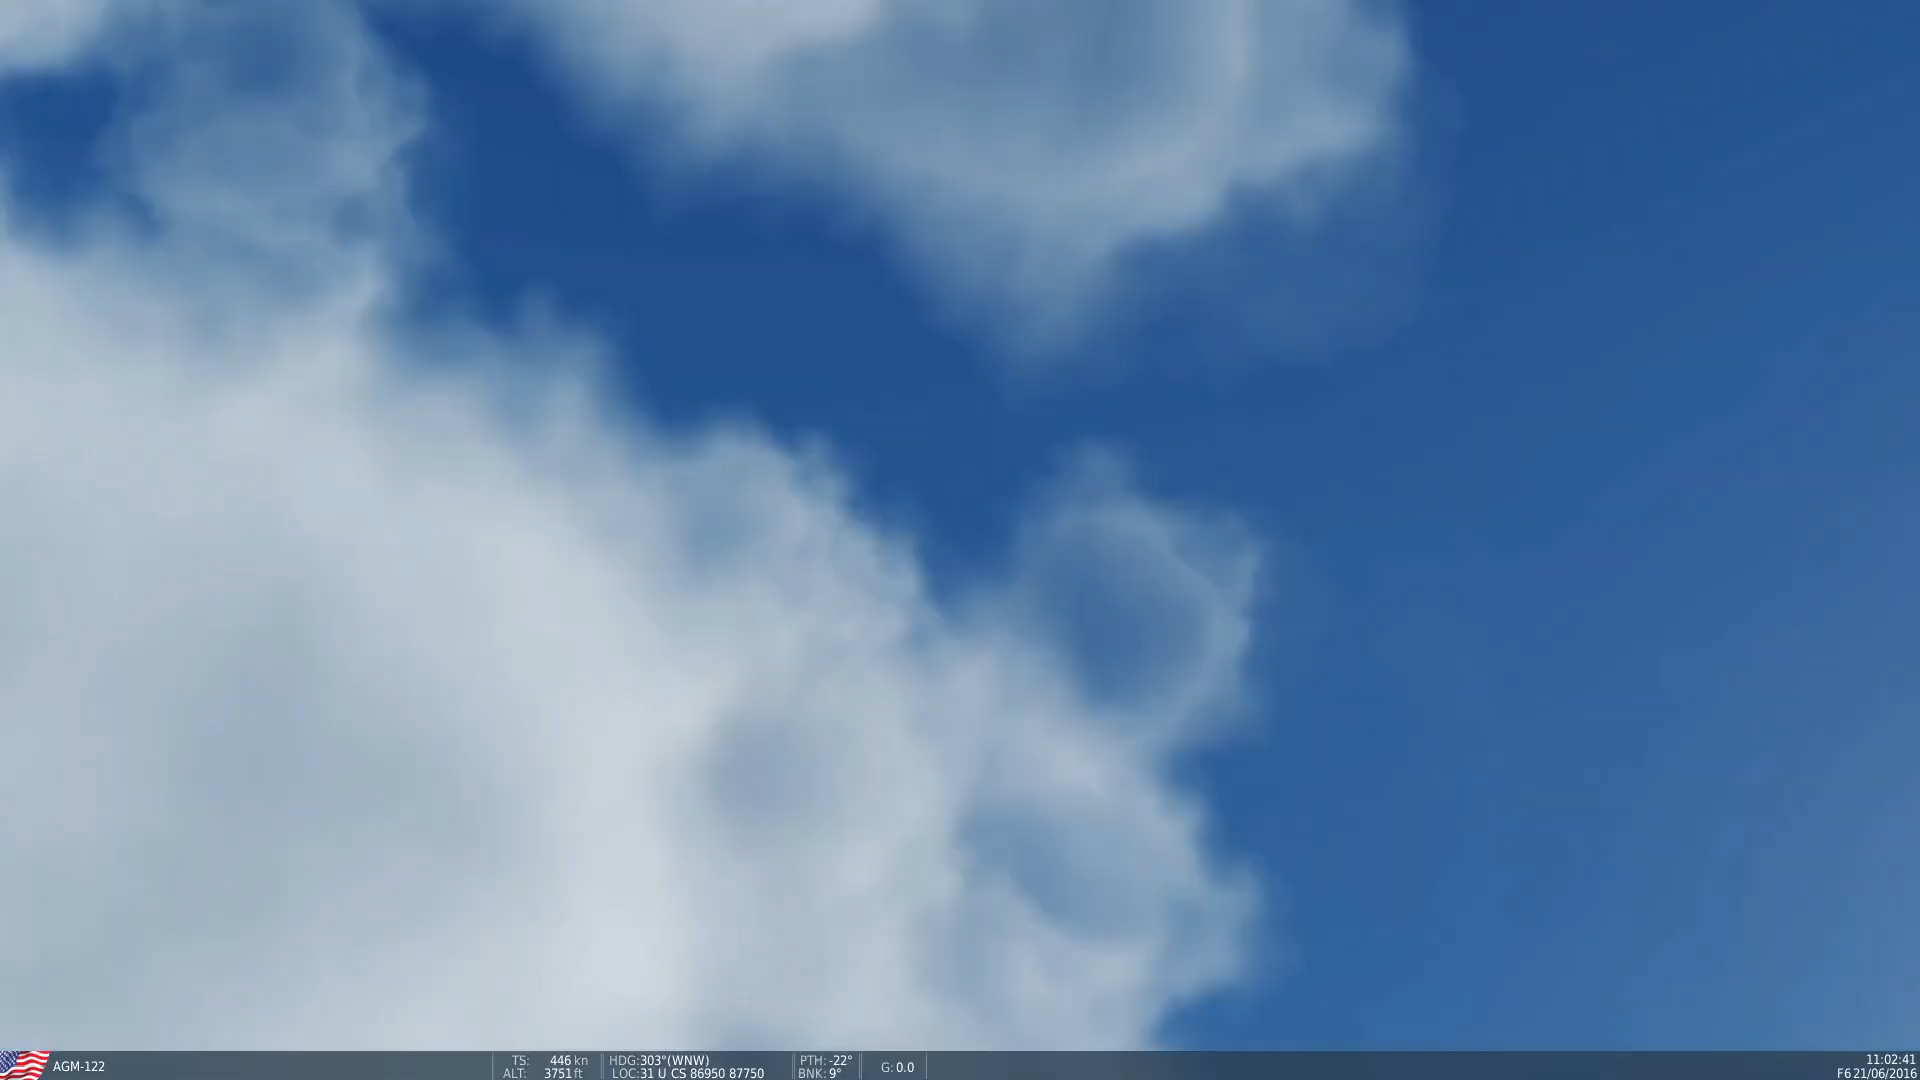 AGM-122
TS: 446 kn
ALT: 3751 ft
HDG:303°(WNW)
LOC:31 U CS 86950 87750
PTH: -22°
BNK: 9°
G: 0.0
11:02:41
F6 21/06/2016